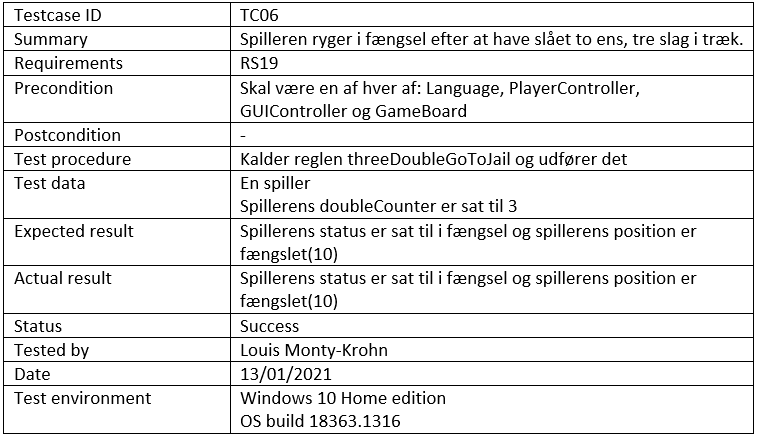 Testcase ID TC06
Summary Spilleren ryger i fængsel efter at have slået to ens, tre slag i træk.
Requirements RS19
Precondition Skal være en af hver af: Language, PlayerController,
GUIController og GameBoard
Postcondition -
Test procedure Kalder reglen threeDoubleGoToJail og udfører det
Test data En spiller
Spillerens doubleCounter er sat til 3
Expected result Spillerens status er sat til i fængsel og spillerens position er
fængslet(10)
Actual result Spillerens status er sat til i fængsel og spillerens position er
fængslet(10)
Status Success
Tested by Louis Monty-Krohn
Date 13/01/2021
Test environment Windows 10 Home edition
OS build 18363.1316